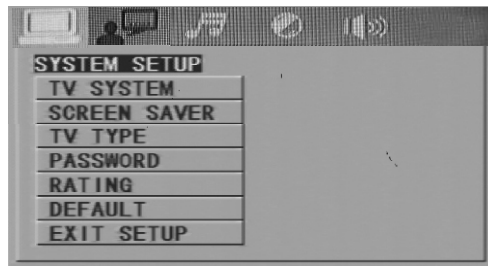 SYSTEM SETUP
TV SYSTEM
SCREEN SAVER
TV TYPE
PASSWORD
RATING
DEFAULT
EXIT SETUP